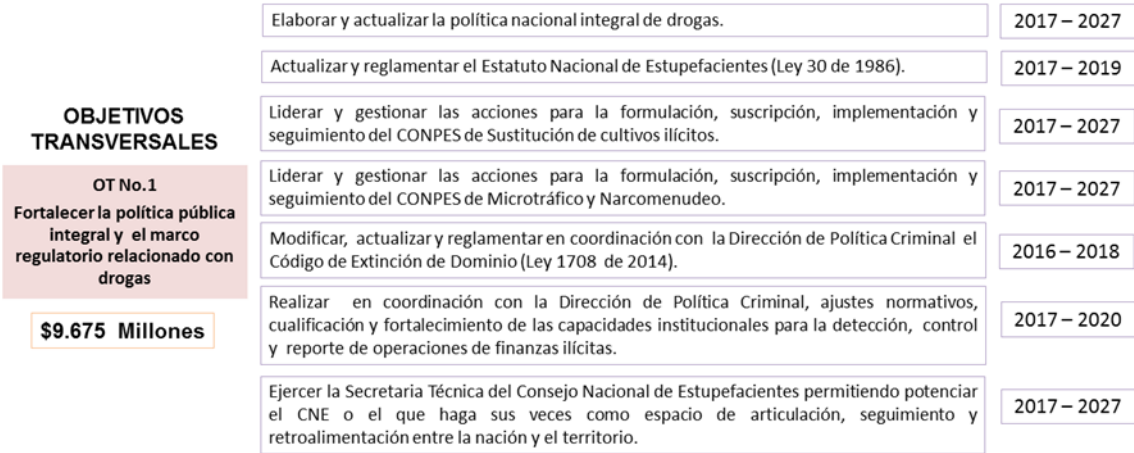 OBJETIVOS
TRANSVERSALES
OT No.1
Fortalecer la política pública
integral y el marco
regulatorio relacionado con
drogas
$9.675 Millones
Elaborar y actualizar la política nacional integral de drogas.
2017 – 2027
Actualizar y reglamentar el Estatuto Nacional de Estupefacientes (Ley 30 de 1986).
2017 – 2019
Liderar y gestionar las acciones para la formulación, suscripción, implementación y
seguimiento del CONPES de Sustitución de cultivos ilícitos.
2017 – 2027
Liderar y gestionar las acciones para la formulación, suscripción, implementación y
seguimiento del CONPES de Microtráfico y Narcomenudeo.
2017 – 2027
Modificar, actualizar y reglamentar en coordinación con la Dirección de Política Criminal el
Código de Extinción de Dominio (Ley 1708 de 2014).
2016 – 2018
Realizar en coordinación con la Dirección de Política Criminal, ajustes normativos,
cualificación y fortalecimiento de las capacidades institucionales para la detección, control
y reporte de operaciones de finanzas ilícitas.
2017 – 2020
Ejercer la Secretaria Técnica del Consejo Nacional de Estupefacientes permitiendo potenciar
el CNE o el que haga sus veces como espacio de articulación, seguimiento y
retroalimentación entre la nación y el territorio.
2017 – 2027